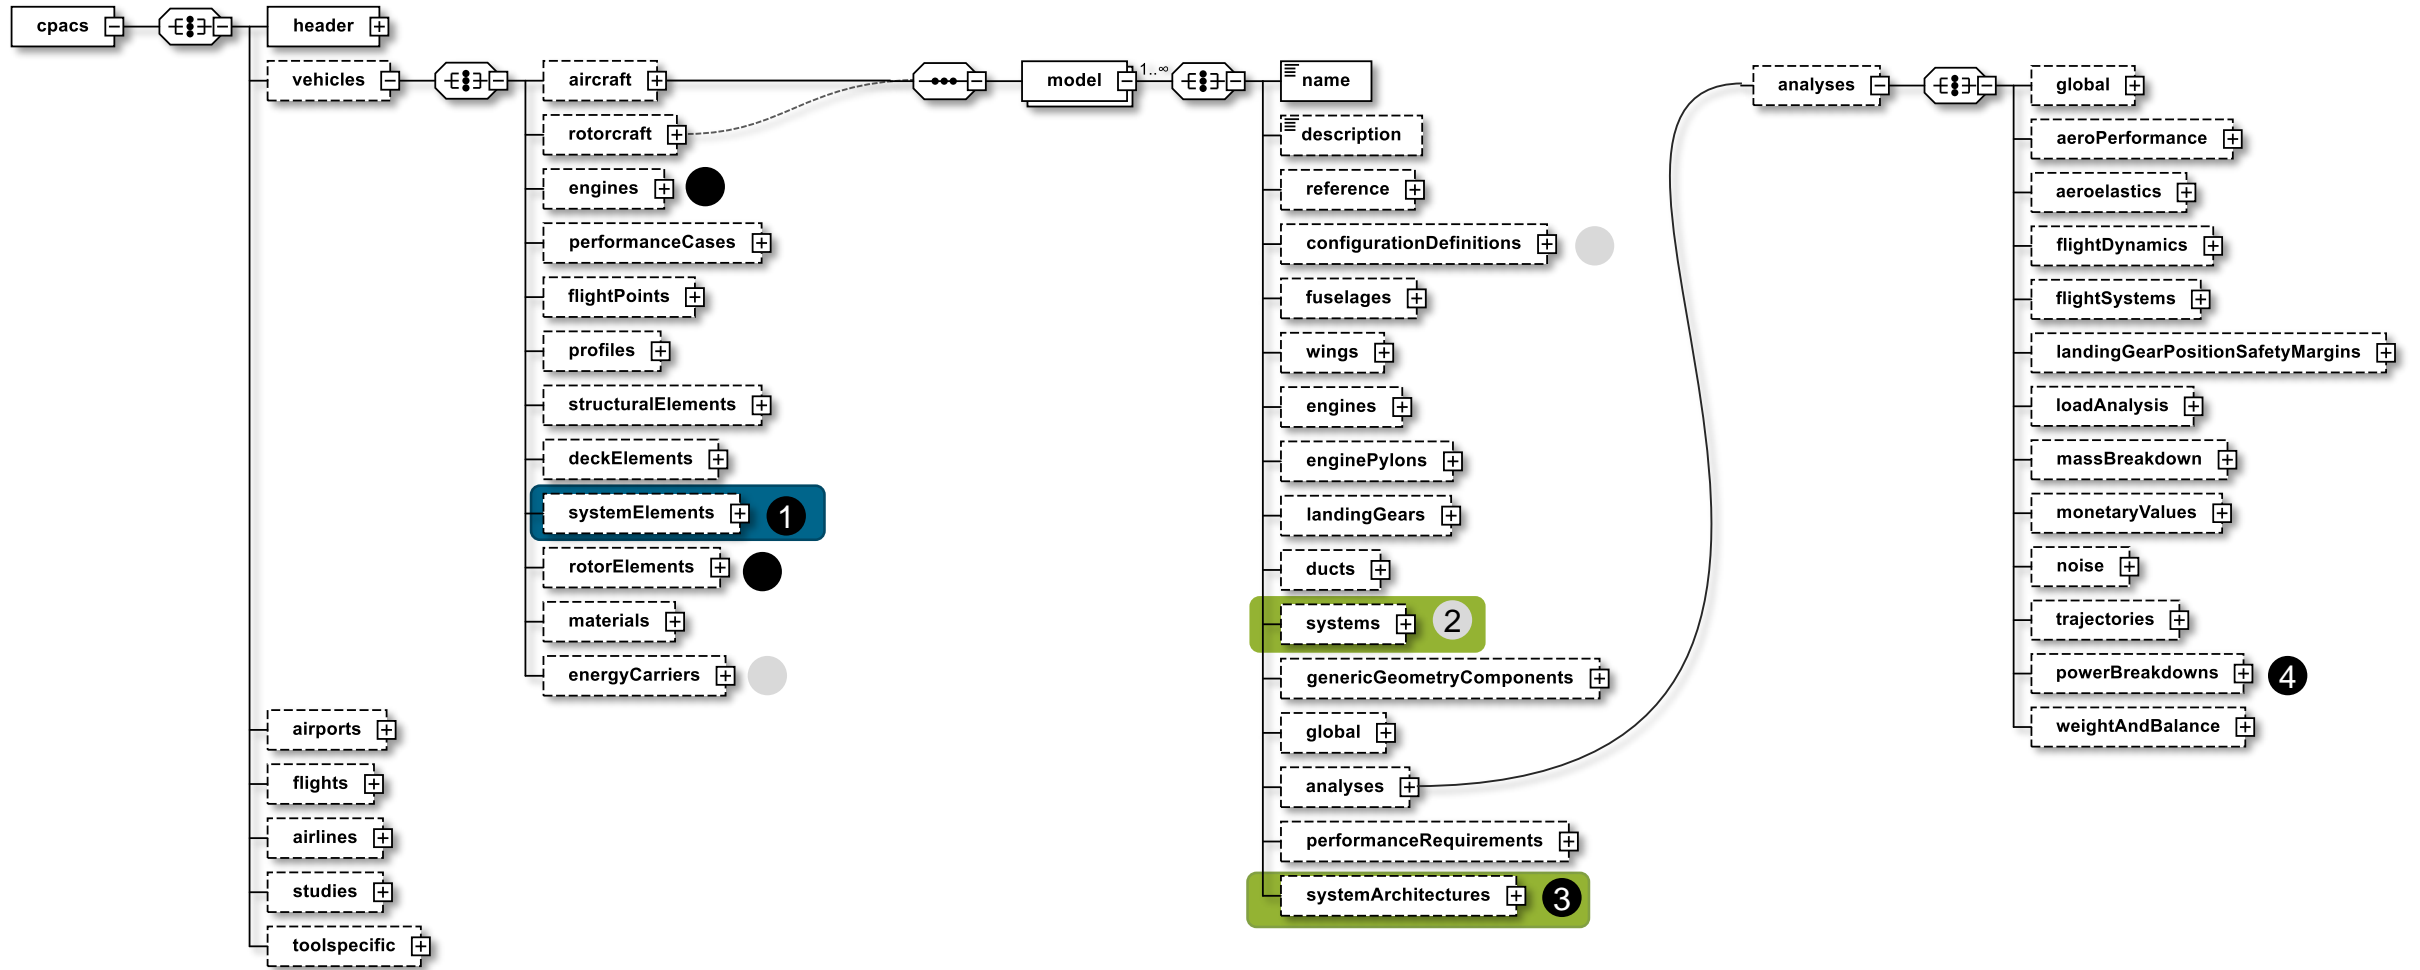 cpacs
header
vehicles
aircraft
rotorcraft
engines
performanceCases
flightPoints
profiles
structuralElements
deckElements
systemElements
1
rotorElements
materials
energyCarriers
airports
flights
airlines
studies
toolspecific
model
1..∞
name
description
reference
configurationDefinitions
fuselages
wings
engines
enginePylons
landingGears
ducts
systems
2
genericGeometryComponents
global
analyses
performanceRequirements
systemArchitectures
3
analyses
global
aeroPerformance
aeroelastics
flightDynamics
flightSystems
landingGearPositionSafetyMargins
loadAnalysis
massBreakdown
monetaryValues
noise
trajectories
powerBreakdowns
4
weightAndBalance